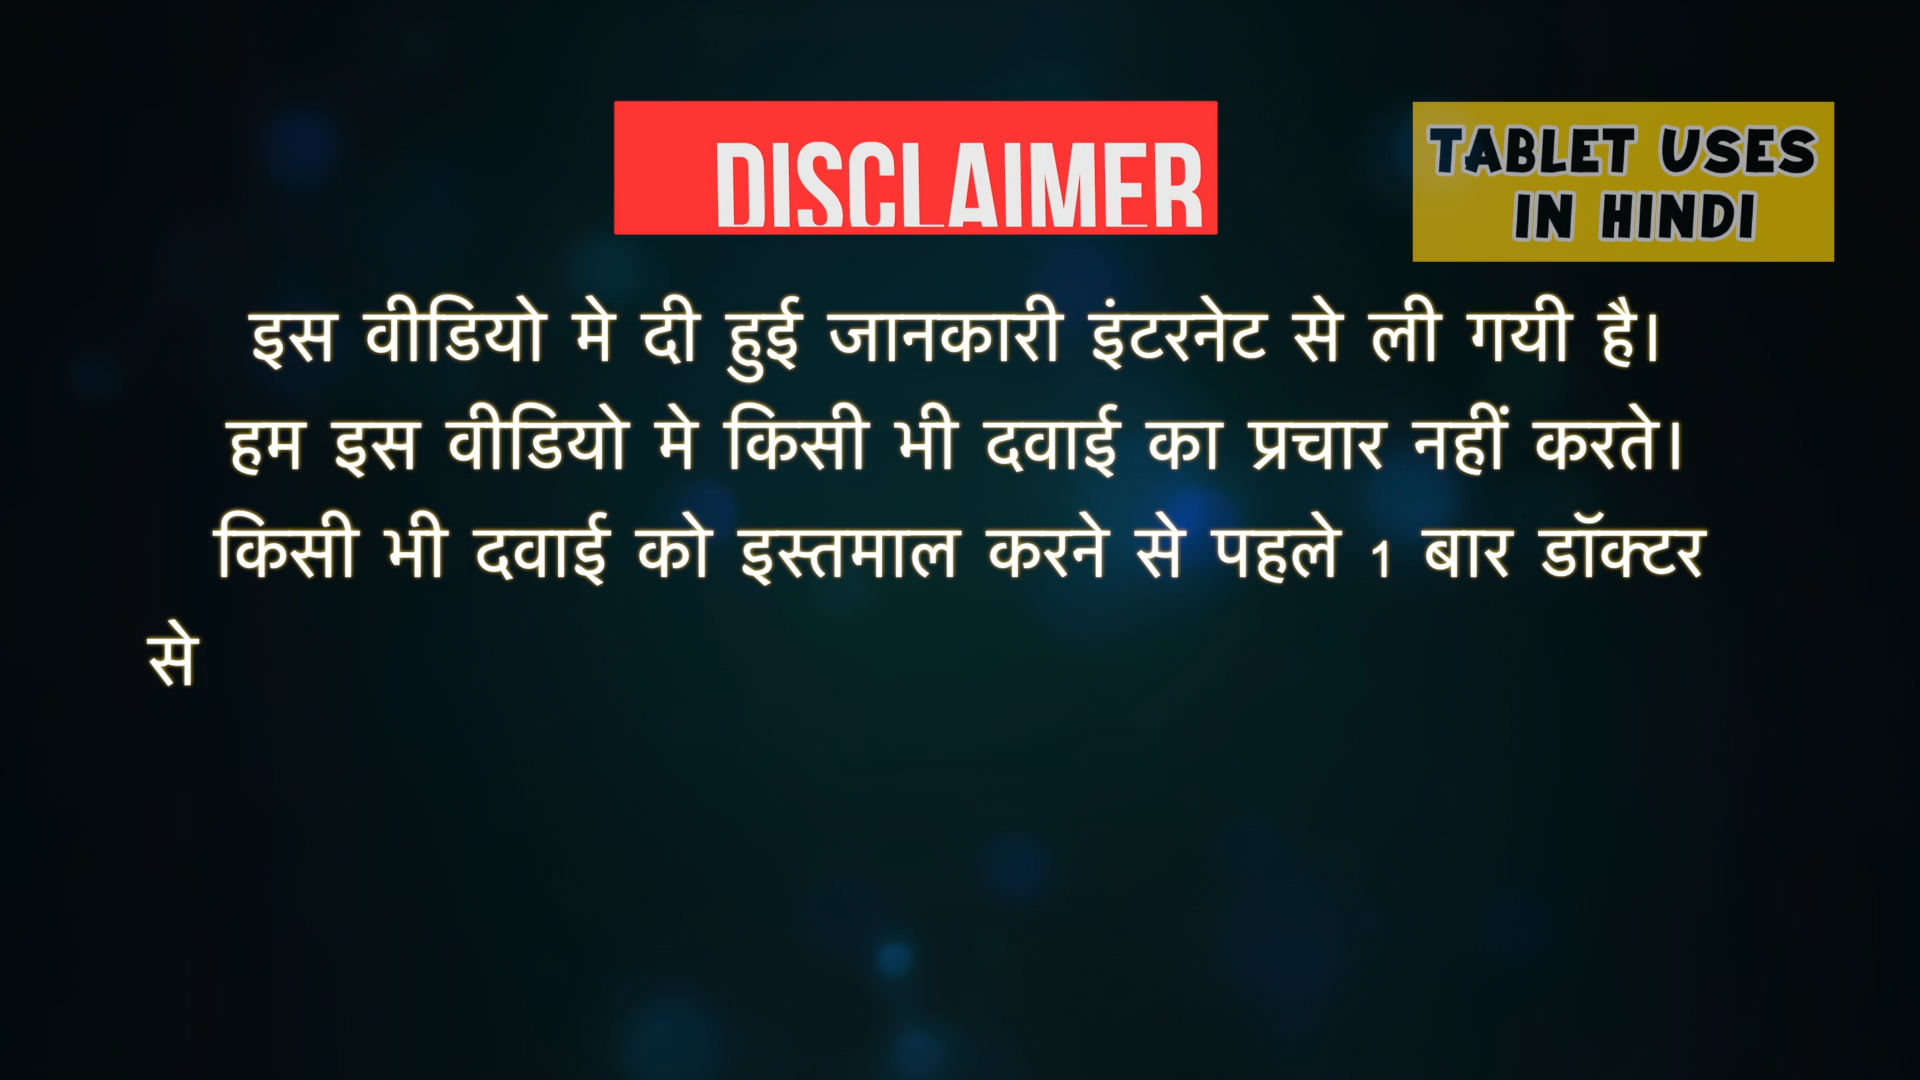 DISCLAIMER
TABLET USES
IN HINDI
इस वीडियो मे दी हुई जानकारी इंटरनेट से ली गयी है।
हम इस वीडियो मे किसी भी दवाई का प्रचार नहीं करते।
किसी भी दवाई को इस्तमाल करने से पहले 1 बार डॉक्टर
से